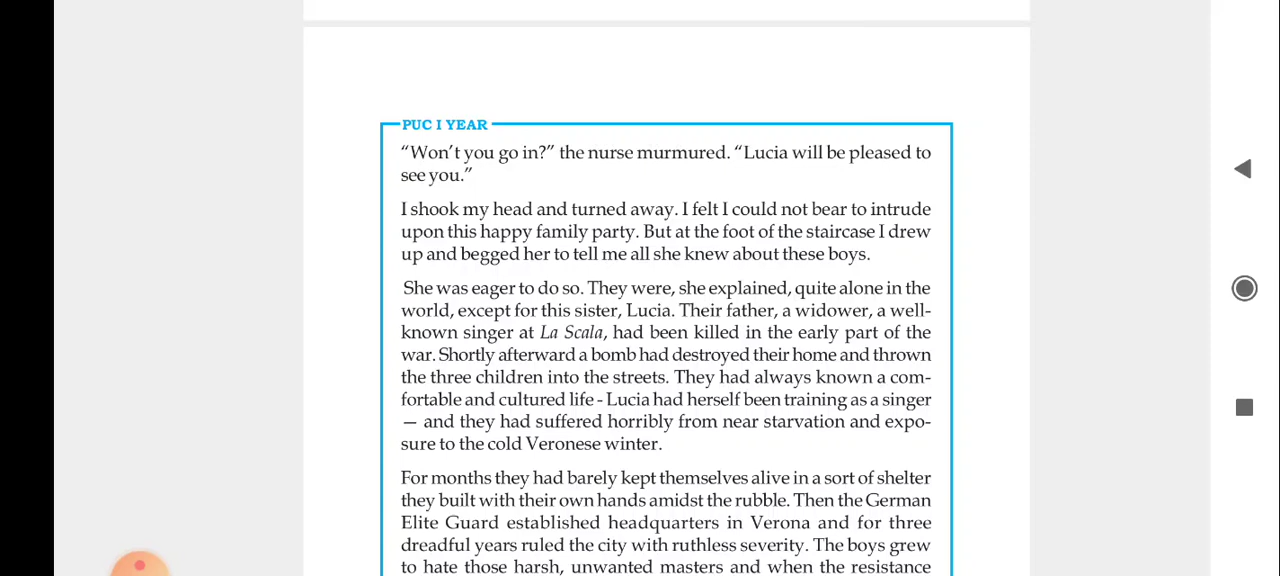 PUC I YEAR
“Won’t you go in?” the nurse murmured. “Lucia will be pleased to
see you.”
I shook my head and turned away. I felt I could not bear to intrude
upon this happy family party. But at the foot of the staircase I drew
up and begged her to tell me all she knew about these boys.
She was eager to do so. They were, she explained, quite alone in the
world, except for this sister, Lucia. Their father, a widower, a well-
known singer at La Scala, had been killed in the early part of the
war. Shortly afterward a bomb had destroyed their home and thrown
the three children into the streets. They had always known a com-
fortable and cultured life - Lucia had herself been training as a singer
— and they had suffered horribly from near starvation and expo-
sure to the cold Veronese winter.
For months they had barely kept themselves alive in a sort of shelter
they built with their own hands amidst the rubble. Then the German
Elite Guard established headquarters in Verona and for three
dreadful years ruled the city with ruthless severity. The boys grew
to hate those harsh, unwanted masters and when the resistance